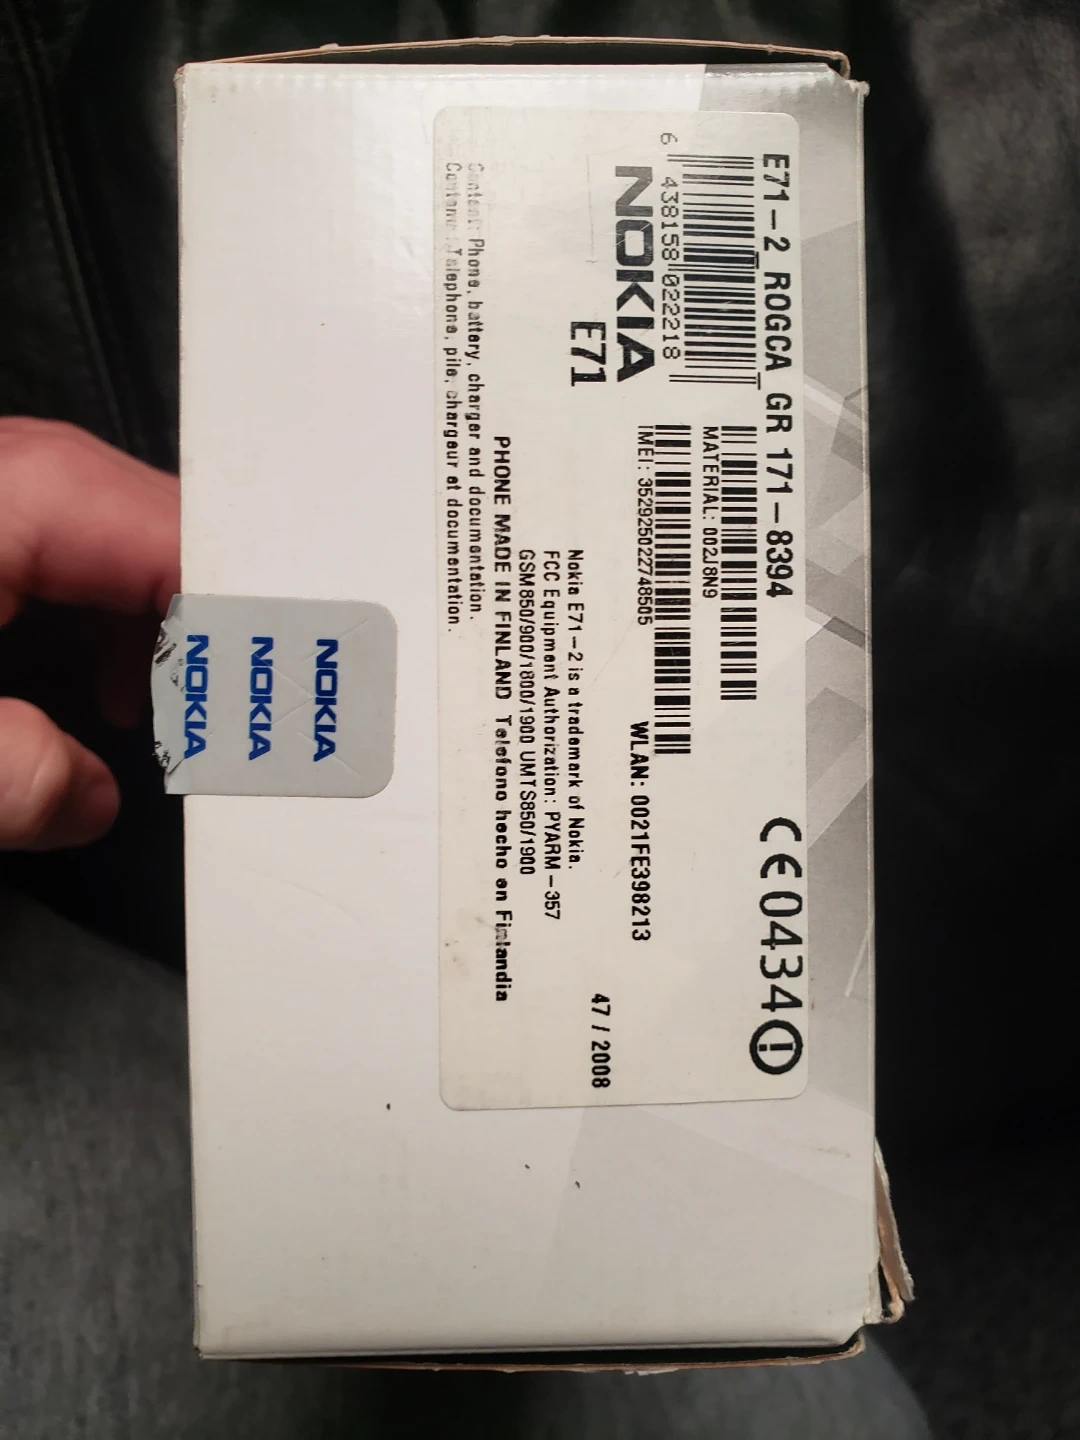 E71-2 ROGCA GR 171-8394
CE0434
6 438158 022218
MATERIAL: 002J8N9
IMEI: 352925022748505
WLAN: 0021FE398213
NOKIA
E71
47 / 2008
Nokia E71-2 is a trademark of Nokia.
FCC Equipment Authorization: PYARM-357
GSM850/900/1800/1900 UMTS850/1900
PHONE MADE IN FINLAND Telefono hecho en Finlandia
Content: Phone, battery, charger and documentation.
Contenu: Telephone, pile, chargeur et documentation.
NOKIA
NOKIA
NOKIA